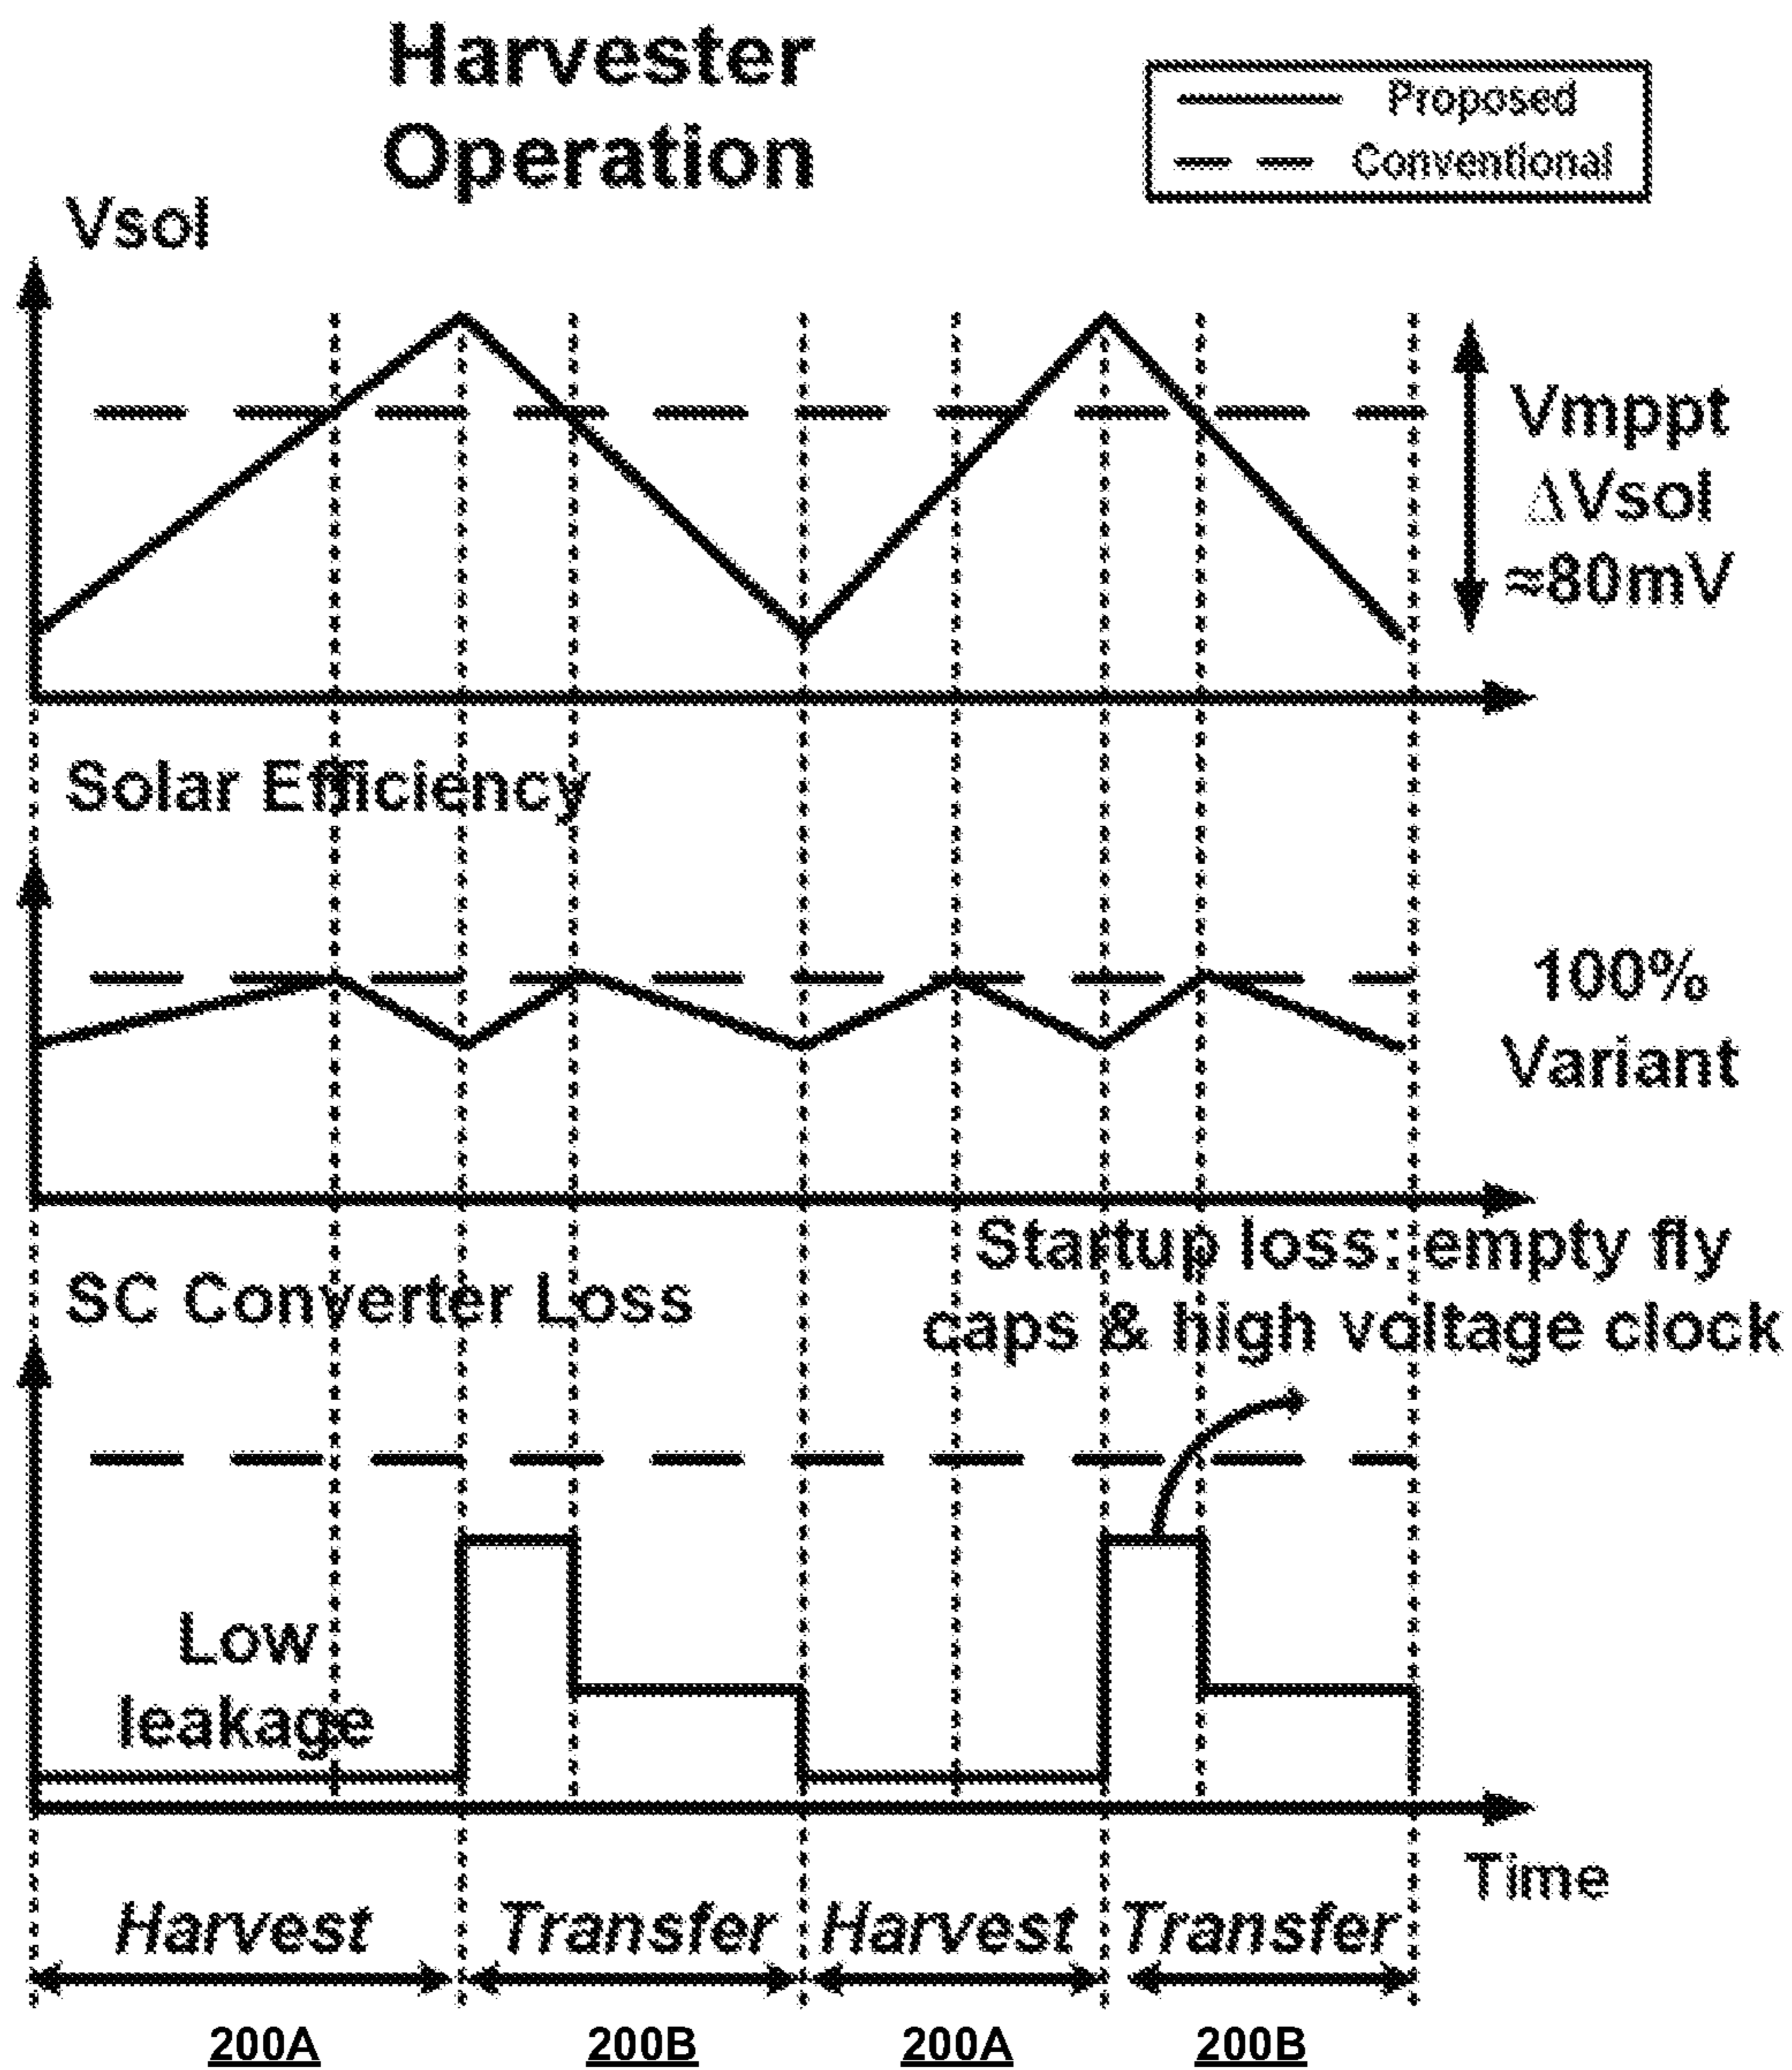 Harvester
Operation
Proposed
Conventional
Vsol
Vmppt
ΔVsol
≈80mV
Solar Efficiency
100%
Variant
SC Converter Loss
Startup loss: empty fly
caps & high voltage clock
Low
leakage
Time
Harvest Transfer Harvest Transfer
200A 200B 200A 200B